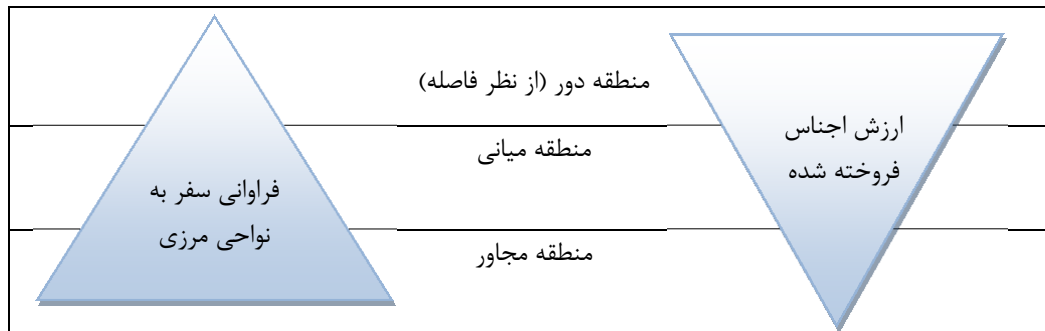 منطقه دور (از نظر فاصله)
ارزش اجناس
فروخته شده
منطقه میانی
فراوانی سفر به
نواحی مرزی
منطقه مجاور